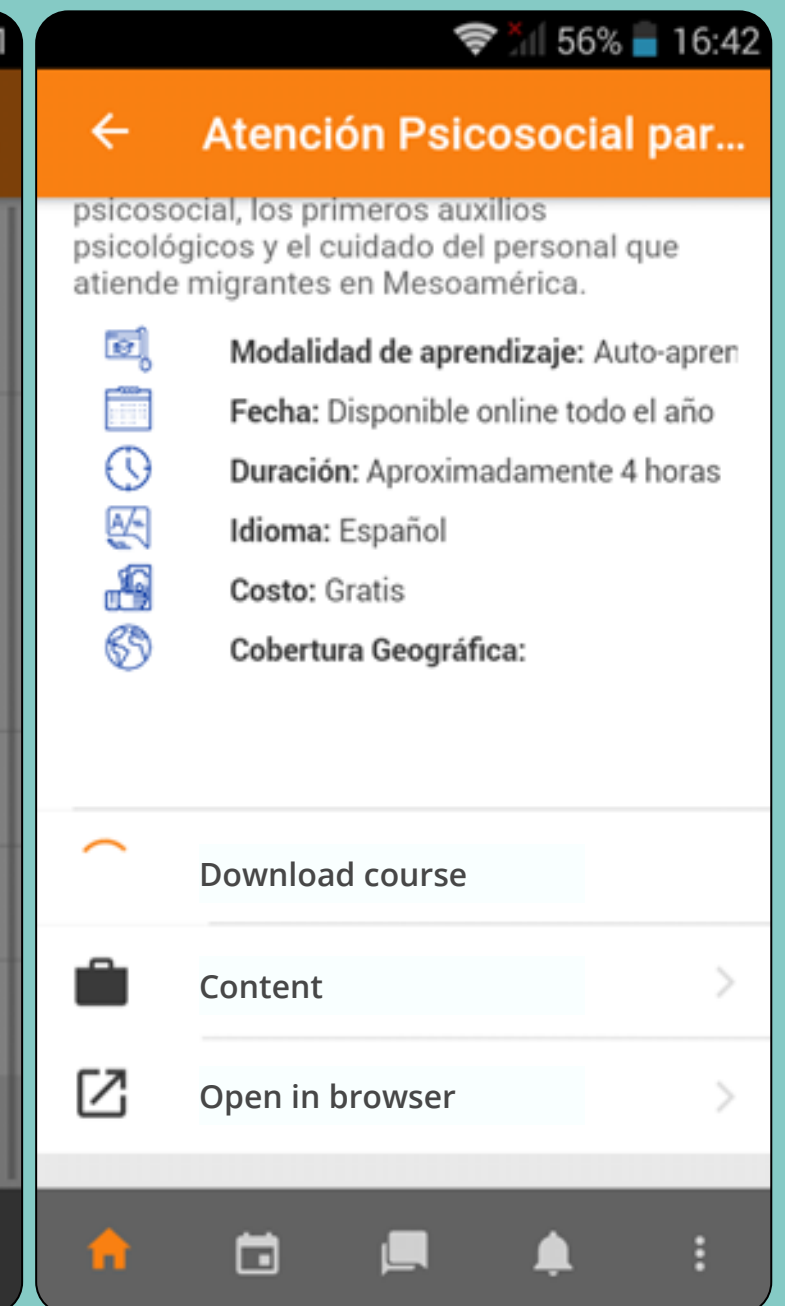 56% 16:42
Atención Psicosocial par...
psicosocial, los primeros auxilios
psicológicos y el cuidado del personal que
atiende migrantes en Mesoamérica.
Modalidad de aprendizaje: Auto-apren
Fecha: Disponible online todo el año
Duración: Aproximadamente 4 horas
Idioma: Español
Costo: Gratis
Cobertura Geográfica:
Download course
Content
Open in browser